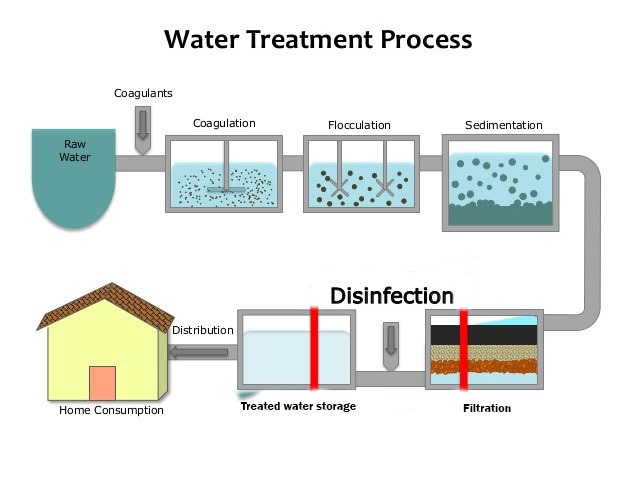 Water Treatment Process
Coagulants
Coagulation
Flocculation
Sedimentation
Raw
Water
Disinfection
Distribution
Home Consumption
Treated water storage
Filtration